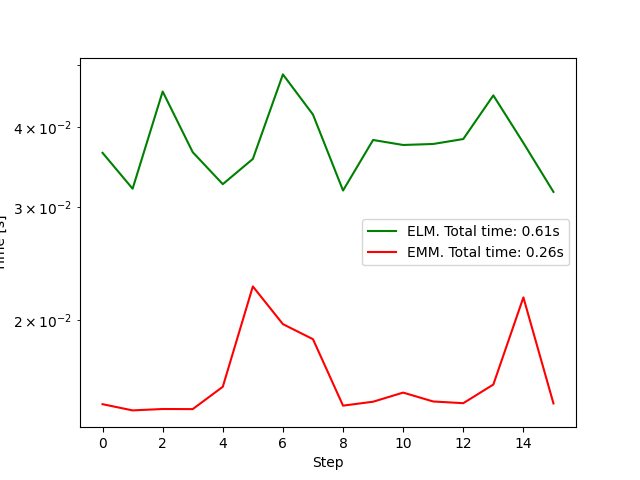 4 × 10⁻²
3 × 10⁻²
2 × 10⁻²
Time [s]
ELM. Total time: 0.61s
EMM. Total time: 0.26s
0 2 4 6 8 10 12 14
Step